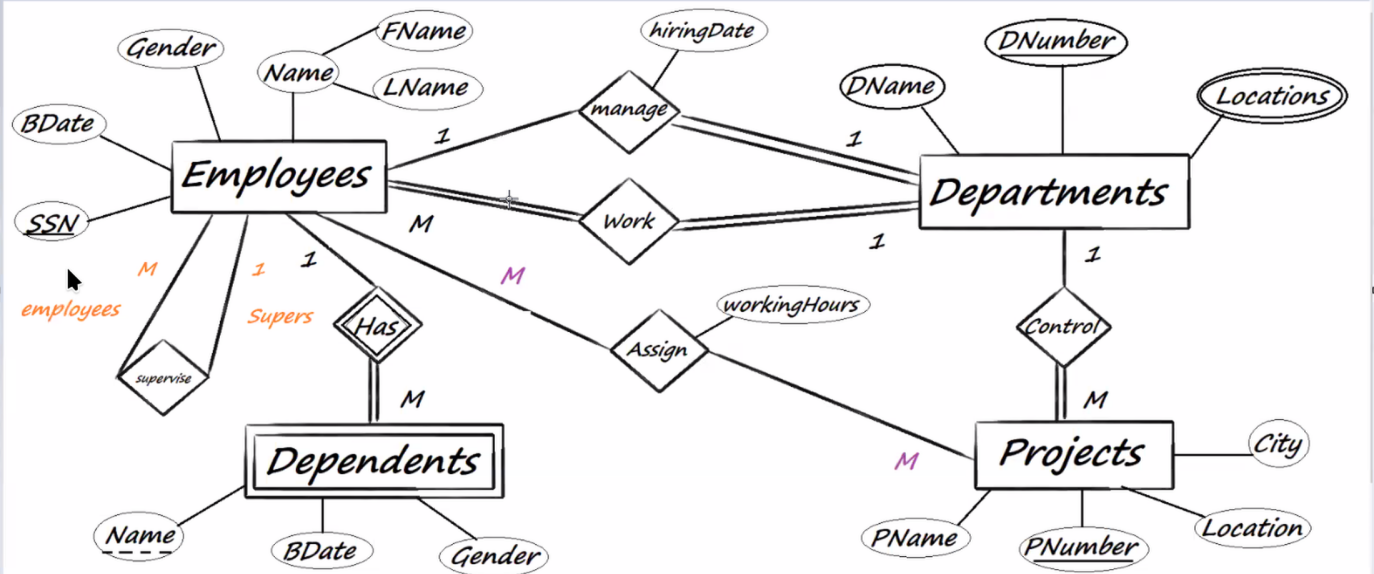 FName
hiringDate
DNumber
Gender
Name
LName
DName
Locations
manage
BDate
1
1
Employees
Departments
SSN
M
Work
1
M
1
1
M
1
employees
Supers
Has
workingHours
Control
Assign
supervise
M
M
Dependents
M
Projects
City
Name
BDate
Gender
PName
PNumber
Location